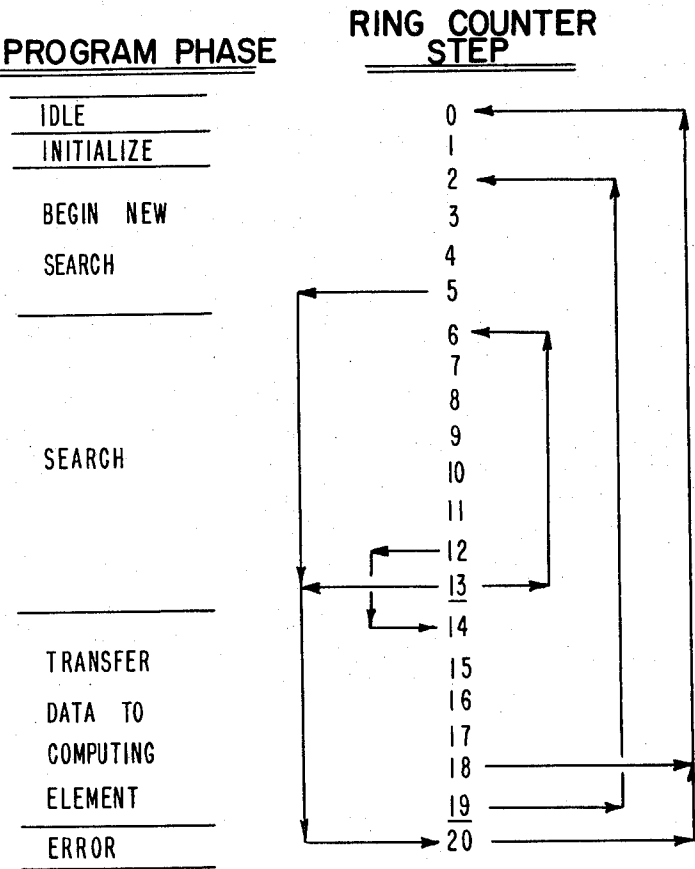 PROGRAM PHASE
RING COUNTER
STEP
IDLE
INITIALIZE
BEGIN NEW
SEARCH
SEARCH
TRANSFER
DATA TO
COMPUTING
ELEMENT
ERROR
0
1
2
3
4
5
6
7
8
9
10
11
12
13
14
15
16
17
18
19
20